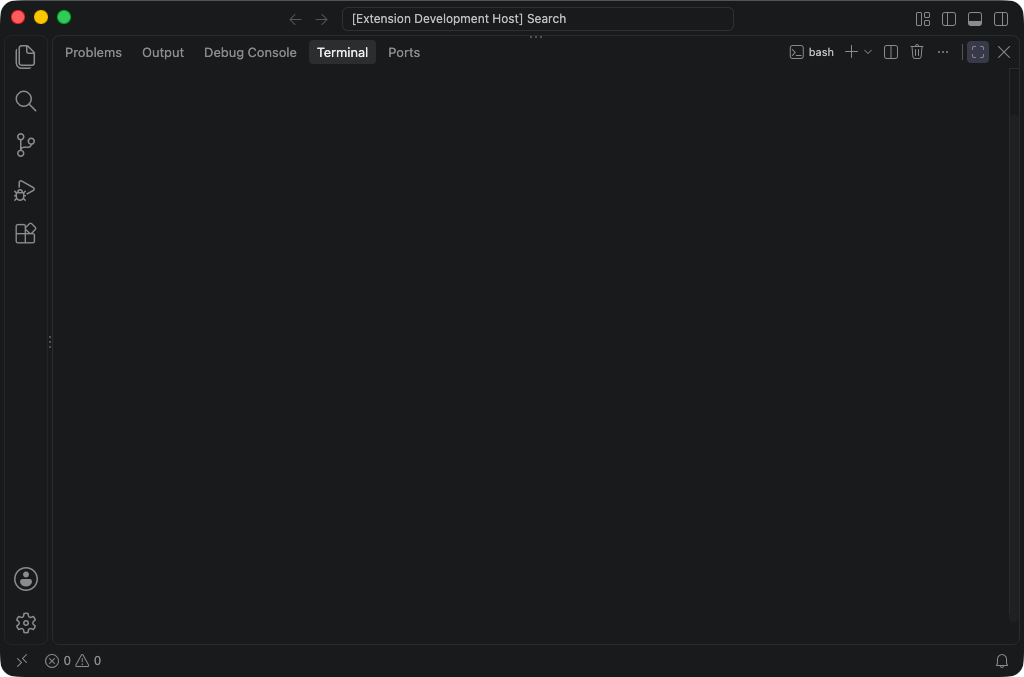 [Extension Development Host] Search
Problems Output Debug Console Terminal Ports bash
0 0